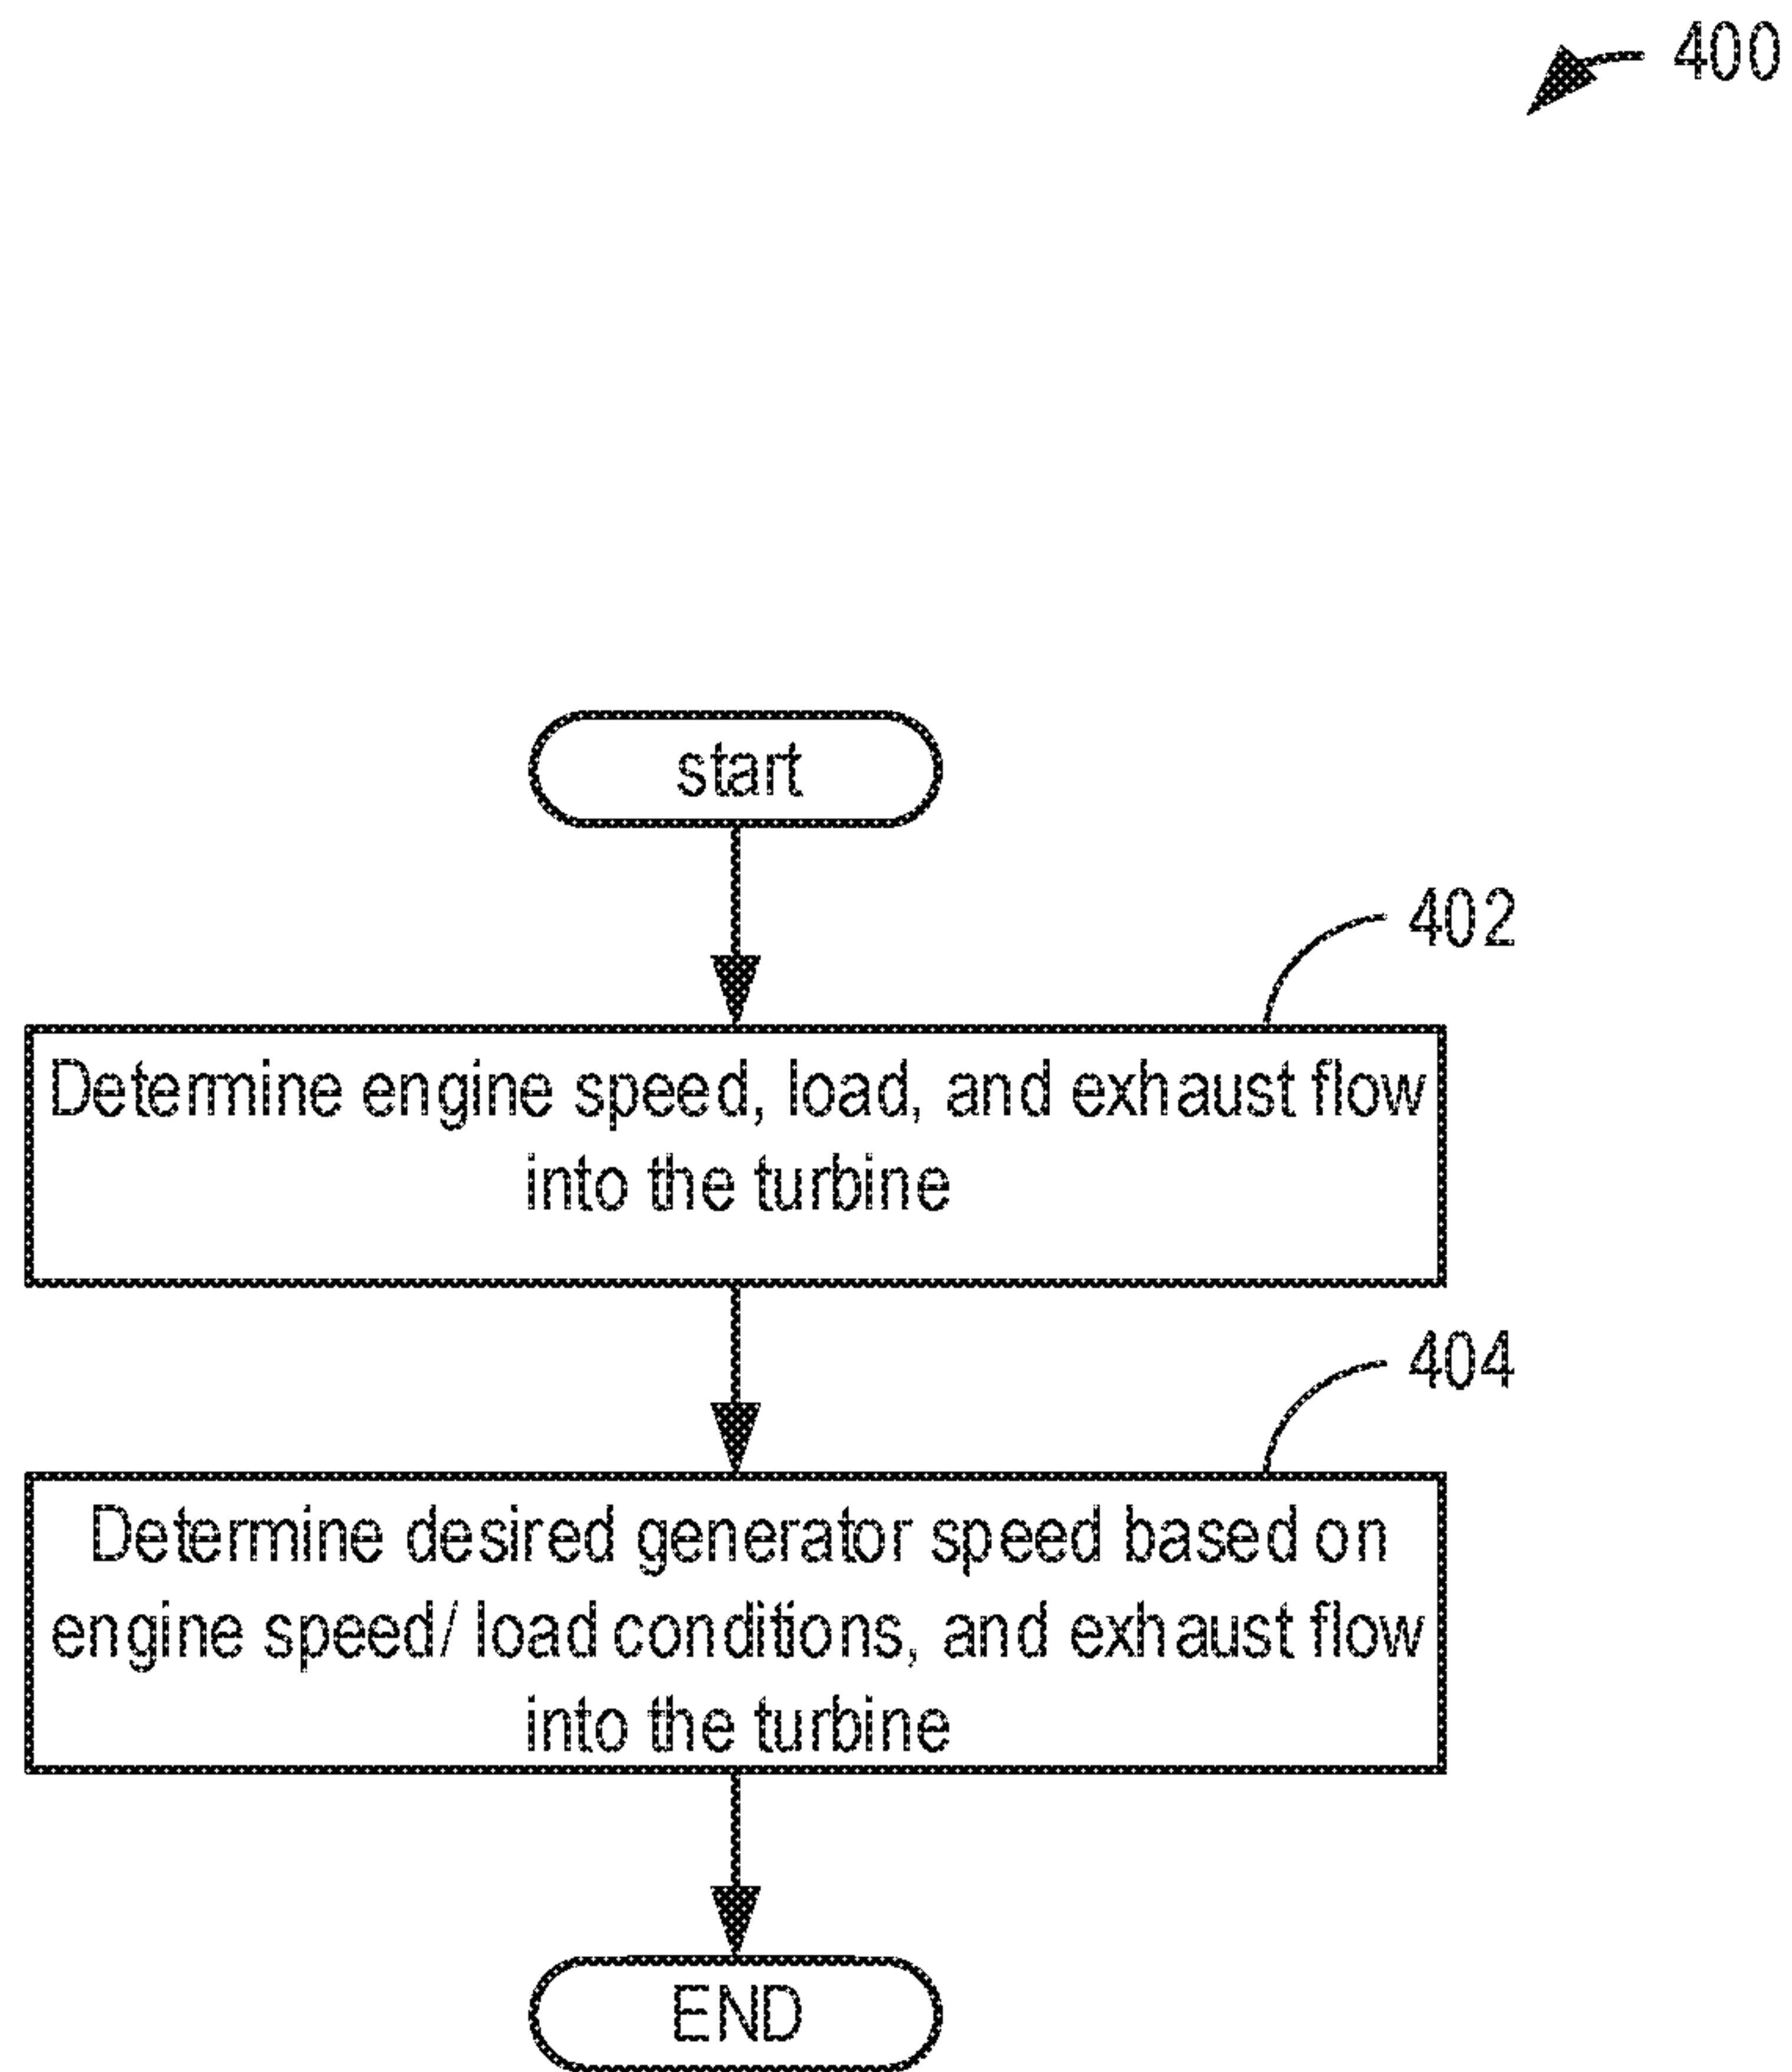 400
start
402
Determine engine speed, load, and exhaust flow
into the turbine
404
Determine desired generator speed based on
engine speed/ load conditions, and exhaust flow
into the turbine
END